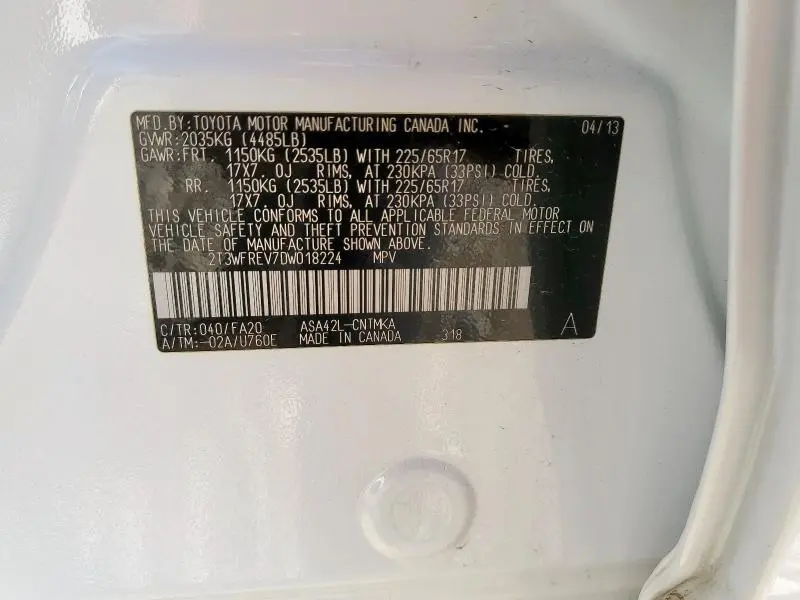 MFD.BY:TOYOTA MOTOR MANUFACTURING CANADA INC. 04/13
GVWR:2035KG (4485LB)
GAWR:FRT. 1150KG (2535LB) WITH 225/65R17 TIRES,
17X7.0J RIMS, AT 230KPA (33PSI) COLD.
RR. 1150KG (2535LB) WITH 225/65R17 TIRES,
17X7.0J RIMS, AT 230KPA (33PSI) COLD.
THIS VEHICLE CONFORMS TO ALL APPLICABLE FEDERAL MOTOR
VEHICLE SAFETY AND THEFT PREVENTION STANDARDS IN EFFECT ON
THE DATE OF MANUFACTURE SHOWN ABOVE.
2T3WFREV7DW018224 MPV
C/TR:040/FA20 ASA42L-CNTMKA A
A/TM:-02A/U760E MADE IN CANADA 318